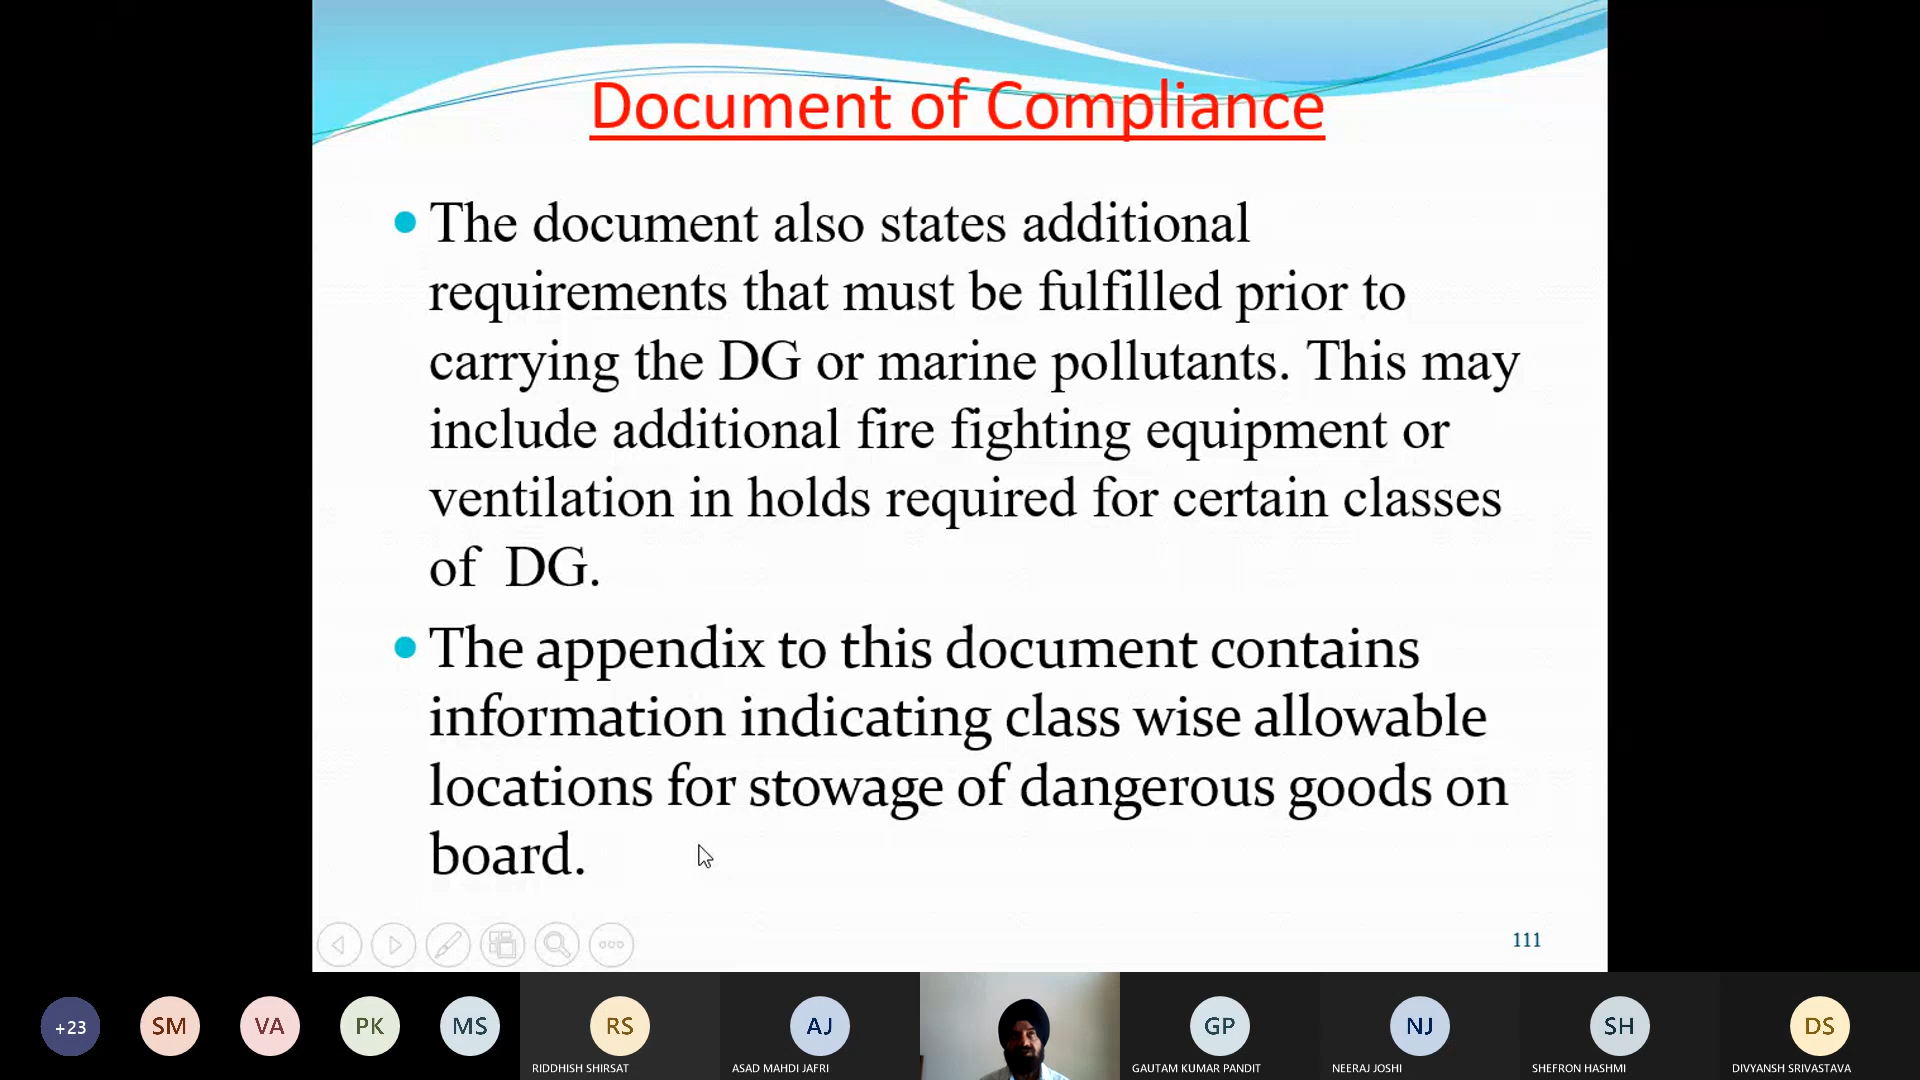 Document of Compliance
The document also states additional
requirements that must be fulfilled prior to
carrying the DG or marine pollutants. This may
include additional fire fighting equipment or
ventilation in holds required for certain classes
of  DG.
The appendix to this document contains
information indicating class wise allowable
locations for stowage of dangerous goods on
board.
111
+23
SM
VA
PK
MS
RS
AJ
GP
NJ
SH
DS
RIDDHISH SHIRSAT
ASAD MAHDI JAFRI
GAUTAM KUMAR PANDIT
NEERAJ JOSHI
SHEFRON HASHMI
DIVYANSH SRIVASTAVA